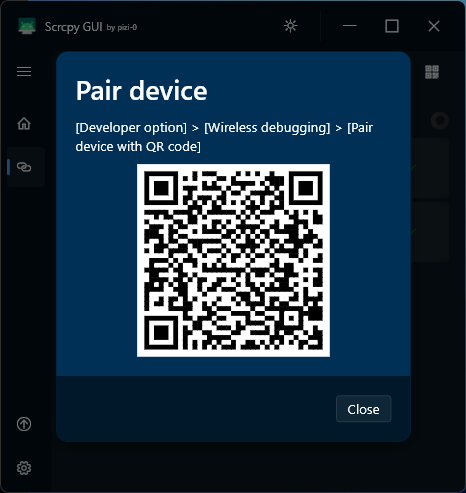 Scrcpy GUI by pizi-0
Pair device
[Developer option] > [Wireless debugging] > [Pair
device with QR code]
Close